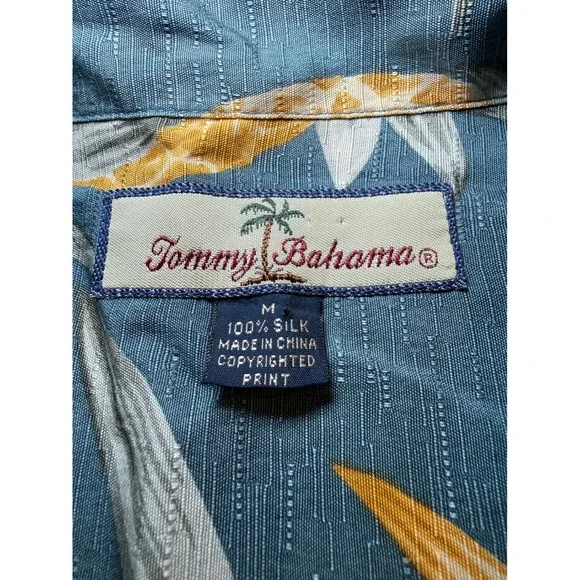 Tommy Bahama®
M
100% SILK
MADE IN CHINA
COPYRIGHTED
PRINT